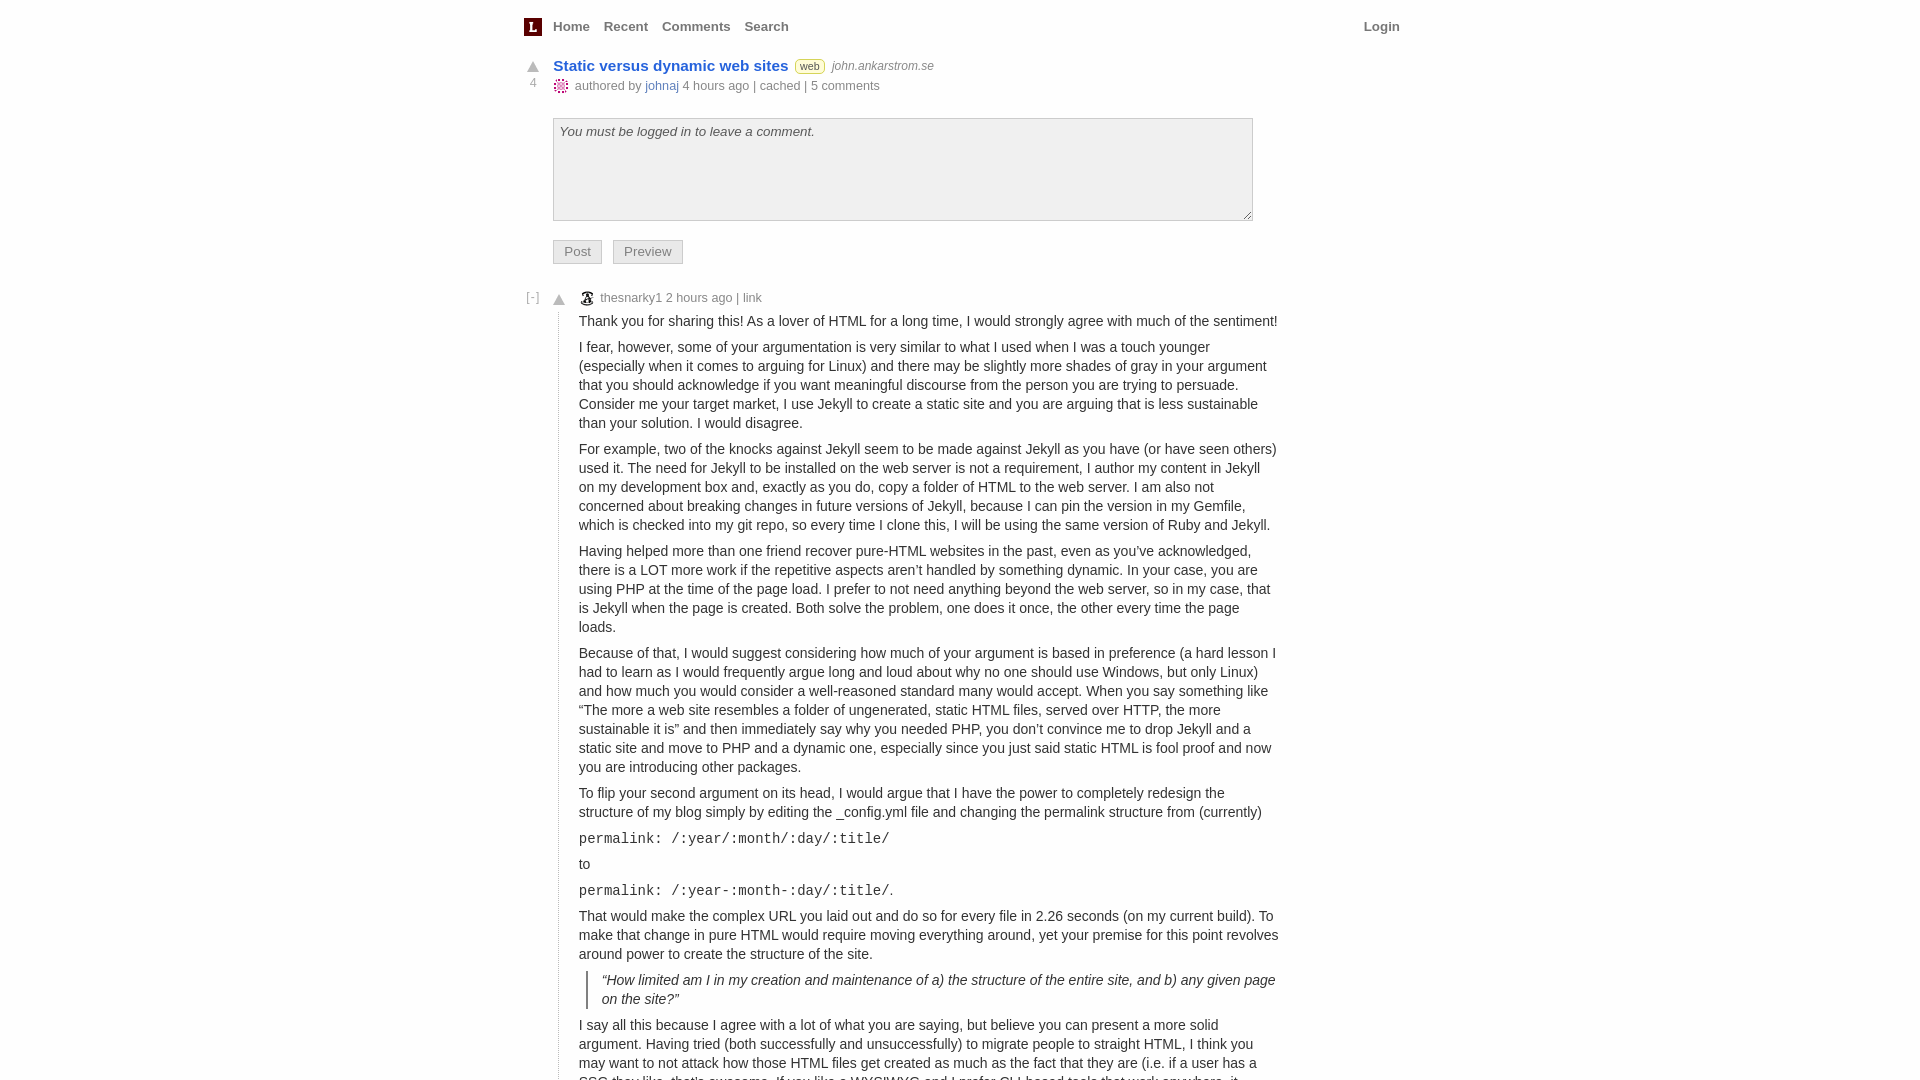 L Home Recent Comments Search Login
Static versus dynamic web sites web john.ankarstrom.se
4
authored by johnaj 4 hours ago | cached | 5 comments
You must be logged in to leave a comment.
Post Preview
[-] thesnarky1 2 hours ago | link
Thank you for sharing this! As a lover of HTML for a long time, I would strongly agree with much of the sentiment!
I fear, however, some of your argumentation is very similar to what I used when I was a touch younger
(especially when it comes to arguing for Linux) and there may be slightly more shades of gray in your argument
that you should acknowledge if you want meaningful discourse from the person you are trying to persuade.
Consider me your target market, I use Jekyll to create a static site and you are arguing that is less sustainable
than your solution. I would disagree.
For example, two of the knocks against Jekyll seem to be made against Jekyll as you have (or have seen others)
used it. The need for Jekyll to be installed on the web server is not a requirement, I author my content in Jekyll
on my development box and, exactly as you do, copy a folder of HTML to the web server. I am also not
concerned about breaking changes in future versions of Jekyll, because I can pin the version in my Gemfile,
which is checked into my git repo, so every time I clone this, I will be using the same version of Ruby and Jekyll.
Having helped more than one friend recover pure-HTML websites in the past, even as you’ve acknowledged,
there is a LOT more work if the repetitive aspects aren’t handled by something dynamic. In your case, you are
using PHP at the time of the page load. I prefer to not need anything beyond the web server, so in my case, that
is Jekyll when the page is created. Both solve the problem, one does it once, the other every time the page
loads.
Because of that, I would suggest considering how much of your argument is based in preference (a hard lesson I
had to learn as I would frequently argue long and loud about why no one should use Windows, but only Linux)
and how much you would consider a well-reasoned standard many would accept. When you say something like
“The more a web site resembles a folder of ungenerated, static HTML files, served over HTTP, the more
sustainable it is” and then immediately say why you needed PHP, you don’t convince me to drop Jekyll and a
static site and move to PHP and a dynamic one, especially since you just said static HTML is fool proof and now
you are introducing other packages.
To flip your second argument on its head, I would argue that I have the power to completely redesign the
structure of my blog simply by editing the _config.yml file and changing the permalink structure from (currently)
permalink: /:year/:month/:day/:title/
to
permalink: /:year-:month-:day/:title/.
That would make the complex URL you laid out and do so for every file in 2.26 seconds (on my current build). To
make that change in pure HTML would require moving everything around, yet your premise for this point revolves
around power to create the structure of the site.
“How limited am I in my creation and maintenance of a) the structure of the entire site, and b) any given page
on the site?”
I say all this because I agree with a lot of what you are saying, but believe you can present a more solid
argument. Having tried (both successfully and unsuccessfully) to migrate people to straight HTML, I think you
may want to not attack how those HTML files get created as much as the fact that they are (i.e. if a user has a
SSG they like, that’s awesome. If you like a WYSIWYG and I prefer CLI based tools that work anywhere, it